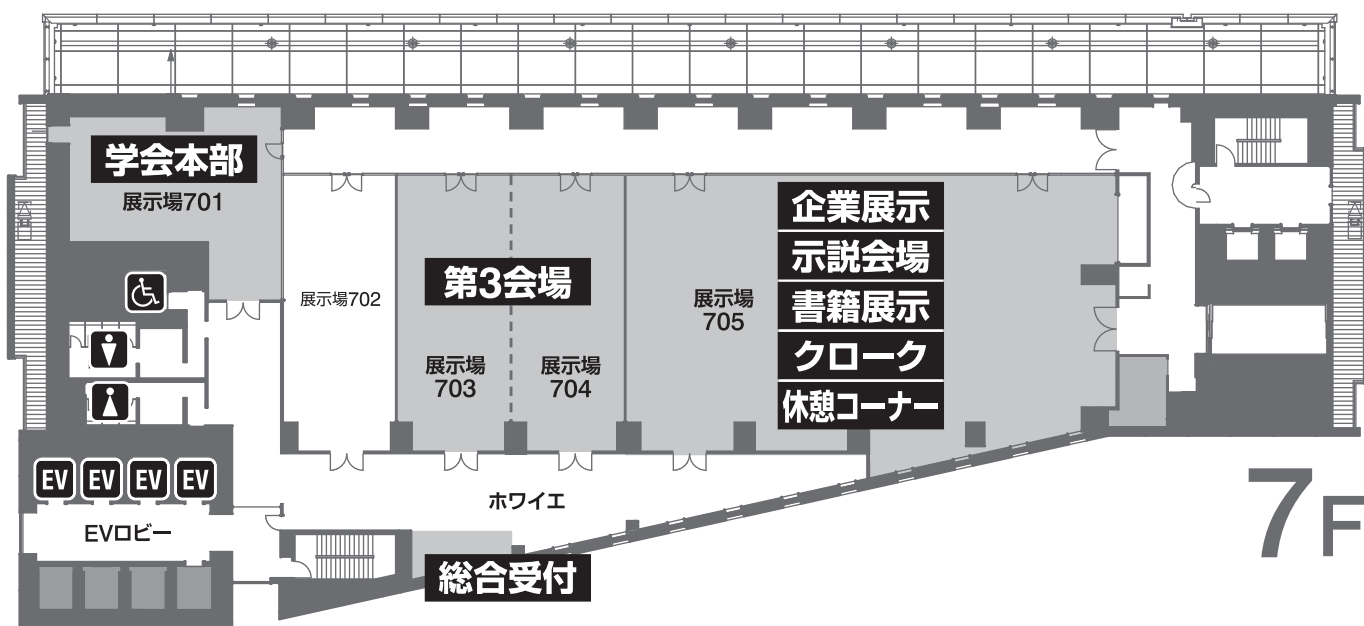 学会本部
展示場701
展示場702
第3会場
展示場
703
展示場
704
展示場
705
企業展示
示説会場
書籍展示
クローク
休憩コーナー
EV EV EV EV
EVロビー
ホワイエ
総合受付
7F